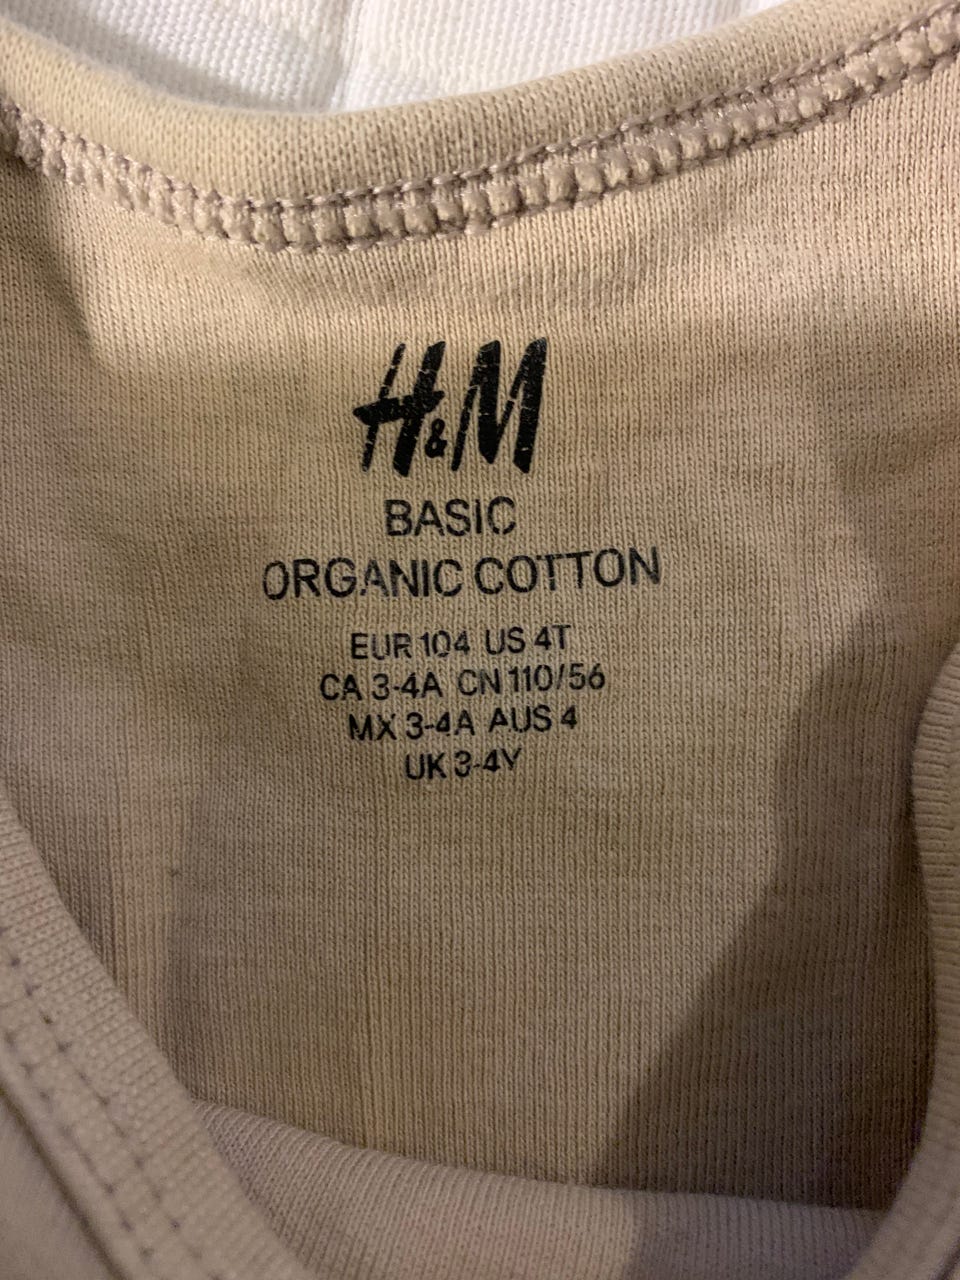 H&M
BASIC
ORGANIC COTTON
EUR 104 US 4T
CA 3-4A CN 110/56
MX 3-4A AUS 4
UK 3-4Y